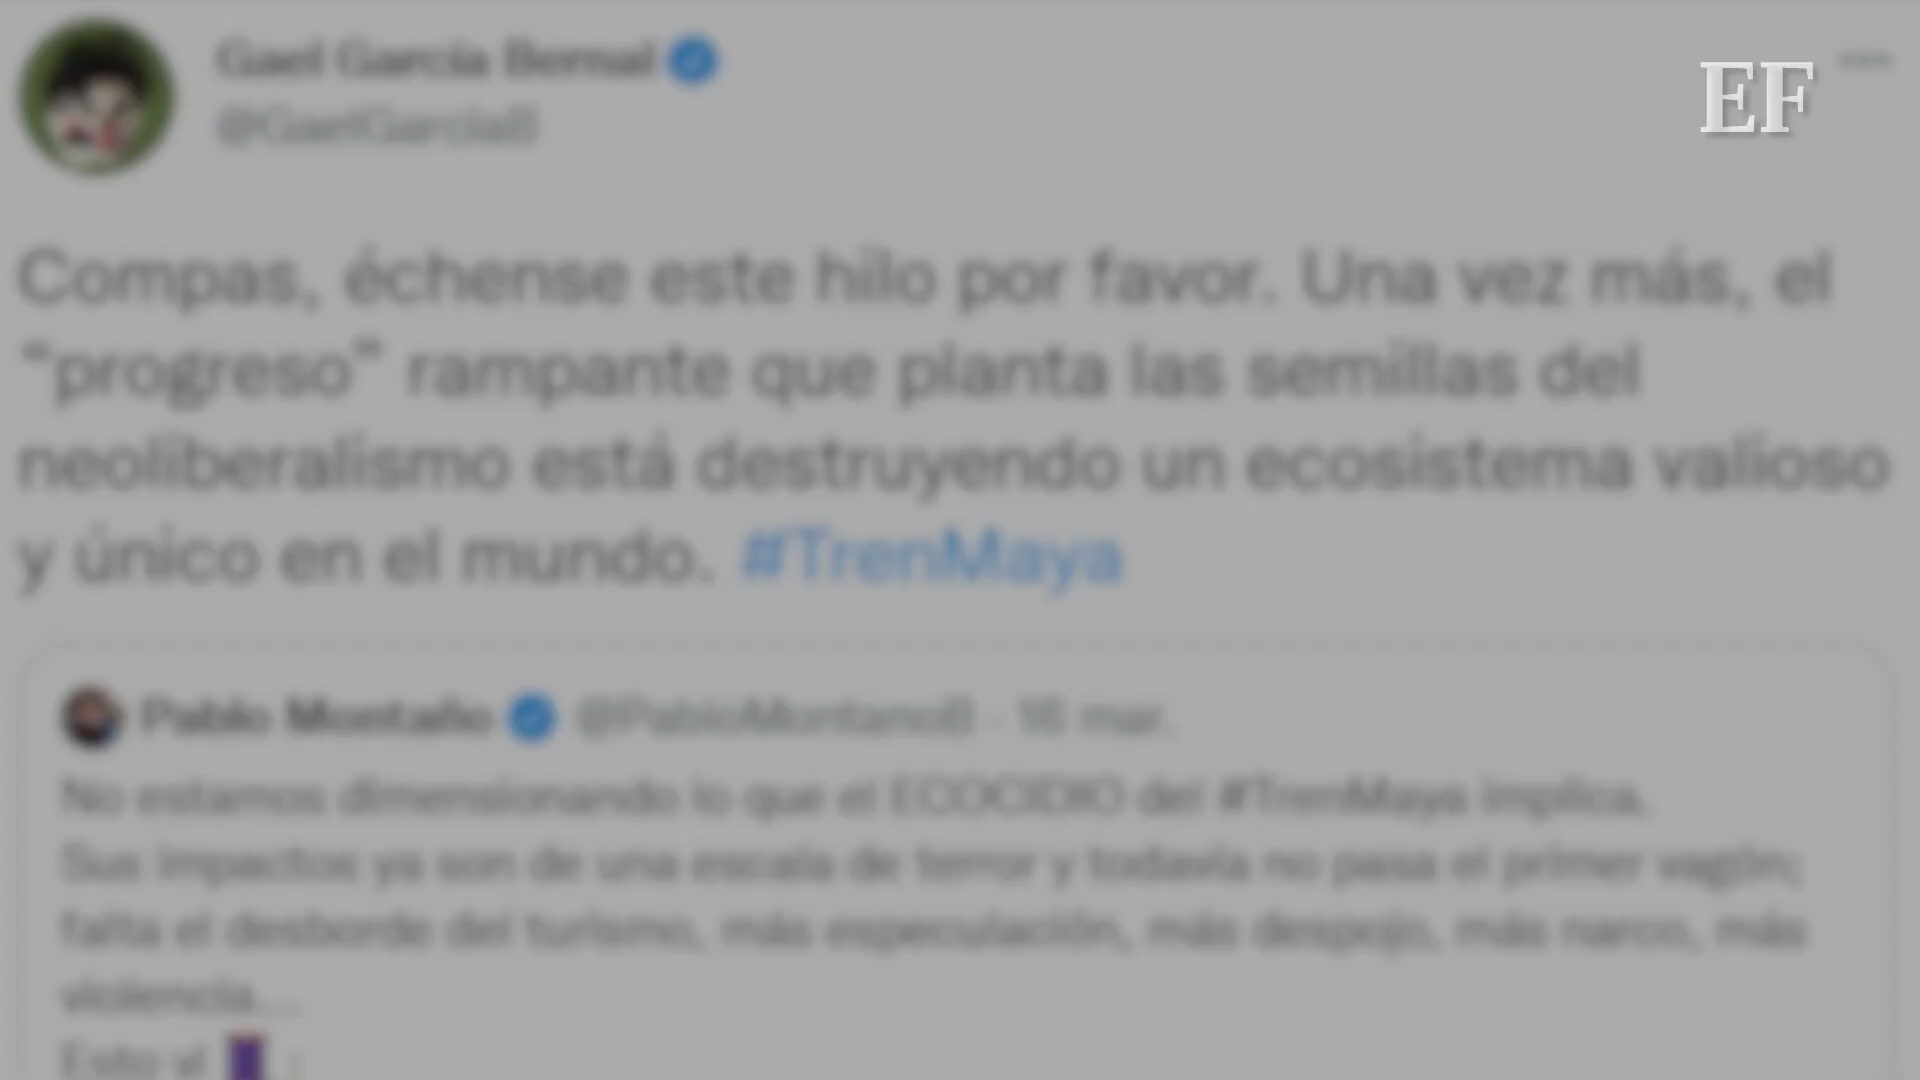 Gael García Bernal
@GaelGarciaB
EF
Compas, échense este hilo por favor. Una vez más, el
“progreso” rampante que planta las semillas del
neoliberalismo está destruyendo un ecosistema valioso
y único en el mundo. #TrenMaya
Pablo Montaño @PabloMontanoB · 16 mar.
No estamos dimensionando lo que el ECOCIDIO del #TrenMaya implica.
Sus impactos ya son de una escala de terror y todavía no pasa el primer vagón;
falta el desborde del turismo, más especulación, más despojo, más narco, más
violencia...
Esto vi :